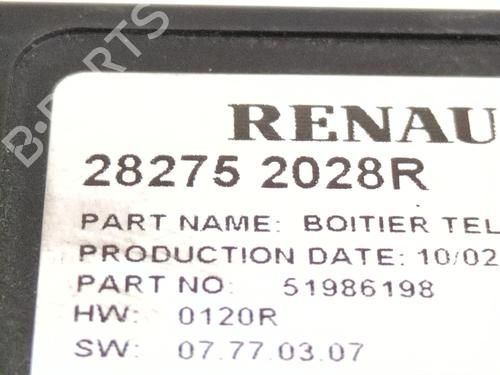 B-PARTS
RENAU
28275 2028R
PART NAME: BOITIER TEL
PRODUCTION DATE: 10/02
PART NO: 51986198
HW: 0120R
SW: 07.77.03.07